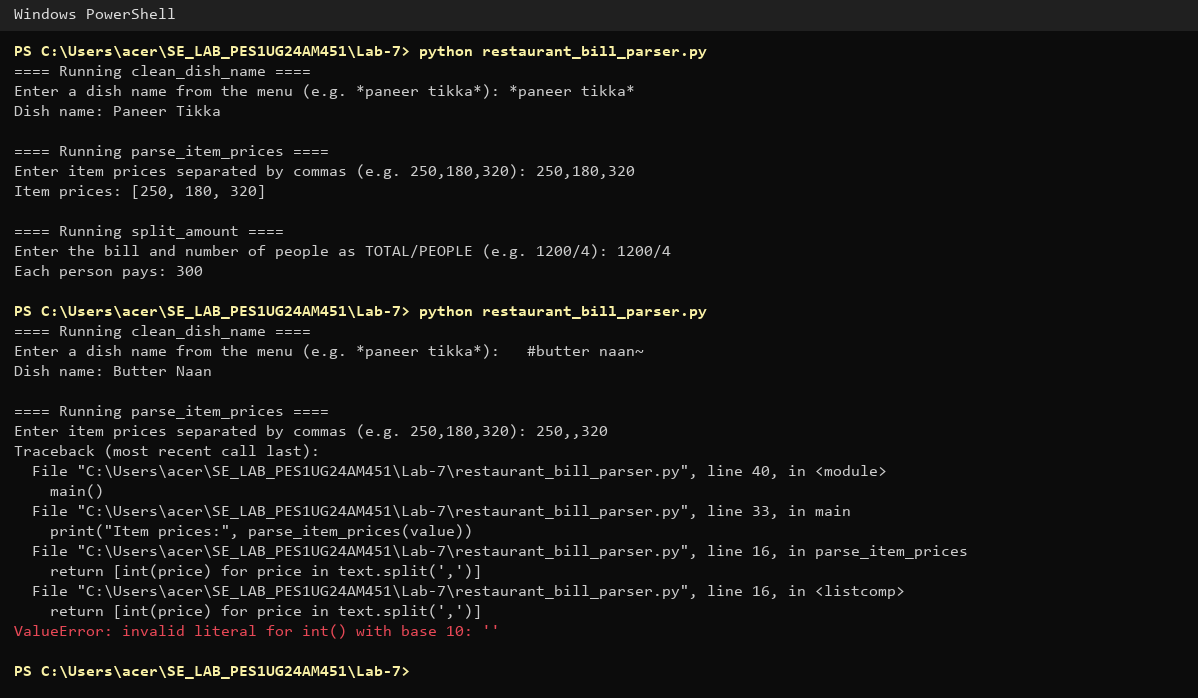 Windows PowerShell
PS C:\Users\acer\SE_LAB_PES1UG24AM451\Lab-7> python restaurant_bill_parser.py
==== Running clean_dish_name ====
Enter a dish name from the menu (e.g. *paneer tikka*): *paneer tikka*
Dish name: Paneer Tikka

==== Running parse_item_prices ====
Enter item prices separated by commas (e.g. 250,180,320): 250,180,320
Item prices: [250, 180, 320]

==== Running split_amount ====
Enter the bill and number of people as TOTAL/PEOPLE (e.g. 1200/4): 1200/4
Each person pays: 300

PS C:\Users\acer\SE_LAB_PES1UG24AM451\Lab-7> python restaurant_bill_parser.py
==== Running clean_dish_name ====
Enter a dish name from the menu (e.g. *paneer tikka*):   #butter naan~
Dish name: Butter Naan

==== Running parse_item_prices ====
Enter item prices separated by commas (e.g. 250,180,320): 250,,320
Traceback (most recent call last):
  File "C:\Users\acer\SE_LAB_PES1UG24AM451\Lab-7\restaurant_bill_parser.py", line 40, in <module>
    main()
  File "C:\Users\acer\SE_LAB_PES1UG24AM451\Lab-7\restaurant_bill_parser.py", line 33, in main
    print("Item prices:", parse_item_prices(value))
  File "C:\Users\acer\SE_LAB_PES1UG24AM451\Lab-7\restaurant_bill_parser.py", line 16, in parse_item_prices
    return [int(price) for price in text.split(',')]
  File "C:\Users\acer\SE_LAB_PES1UG24AM451\Lab-7\restaurant_bill_parser.py", line 16, in <listcomp>
    return [int(price) for price in text.split(',')]
ValueError: invalid literal for int() with base 10: ''

PS C:\Users\acer\SE_LAB_PES1UG24AM451\Lab-7>